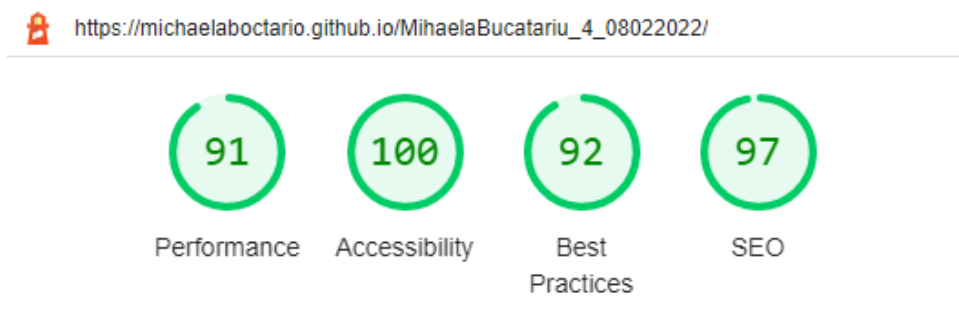 https://michaelaboctario.github.io/MihaelaBucatariu_4_08022022/
91 100 92 97
Performance Accessibility Best Practices SEO